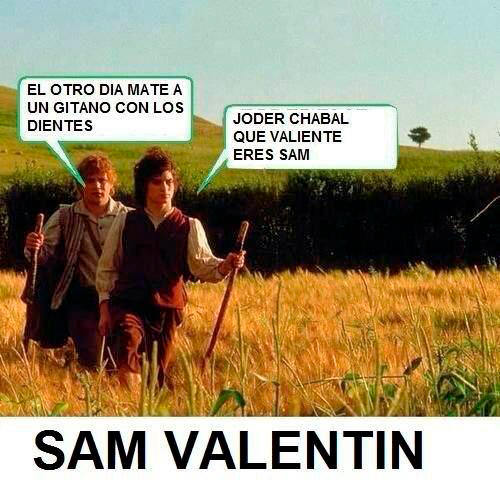 EL OTRO DIA MATE A
UN GITANO CON LOS
DIENTES
JODER CHABAL
QUE VALIENTE
ERES SAM
SAM VALENTIN